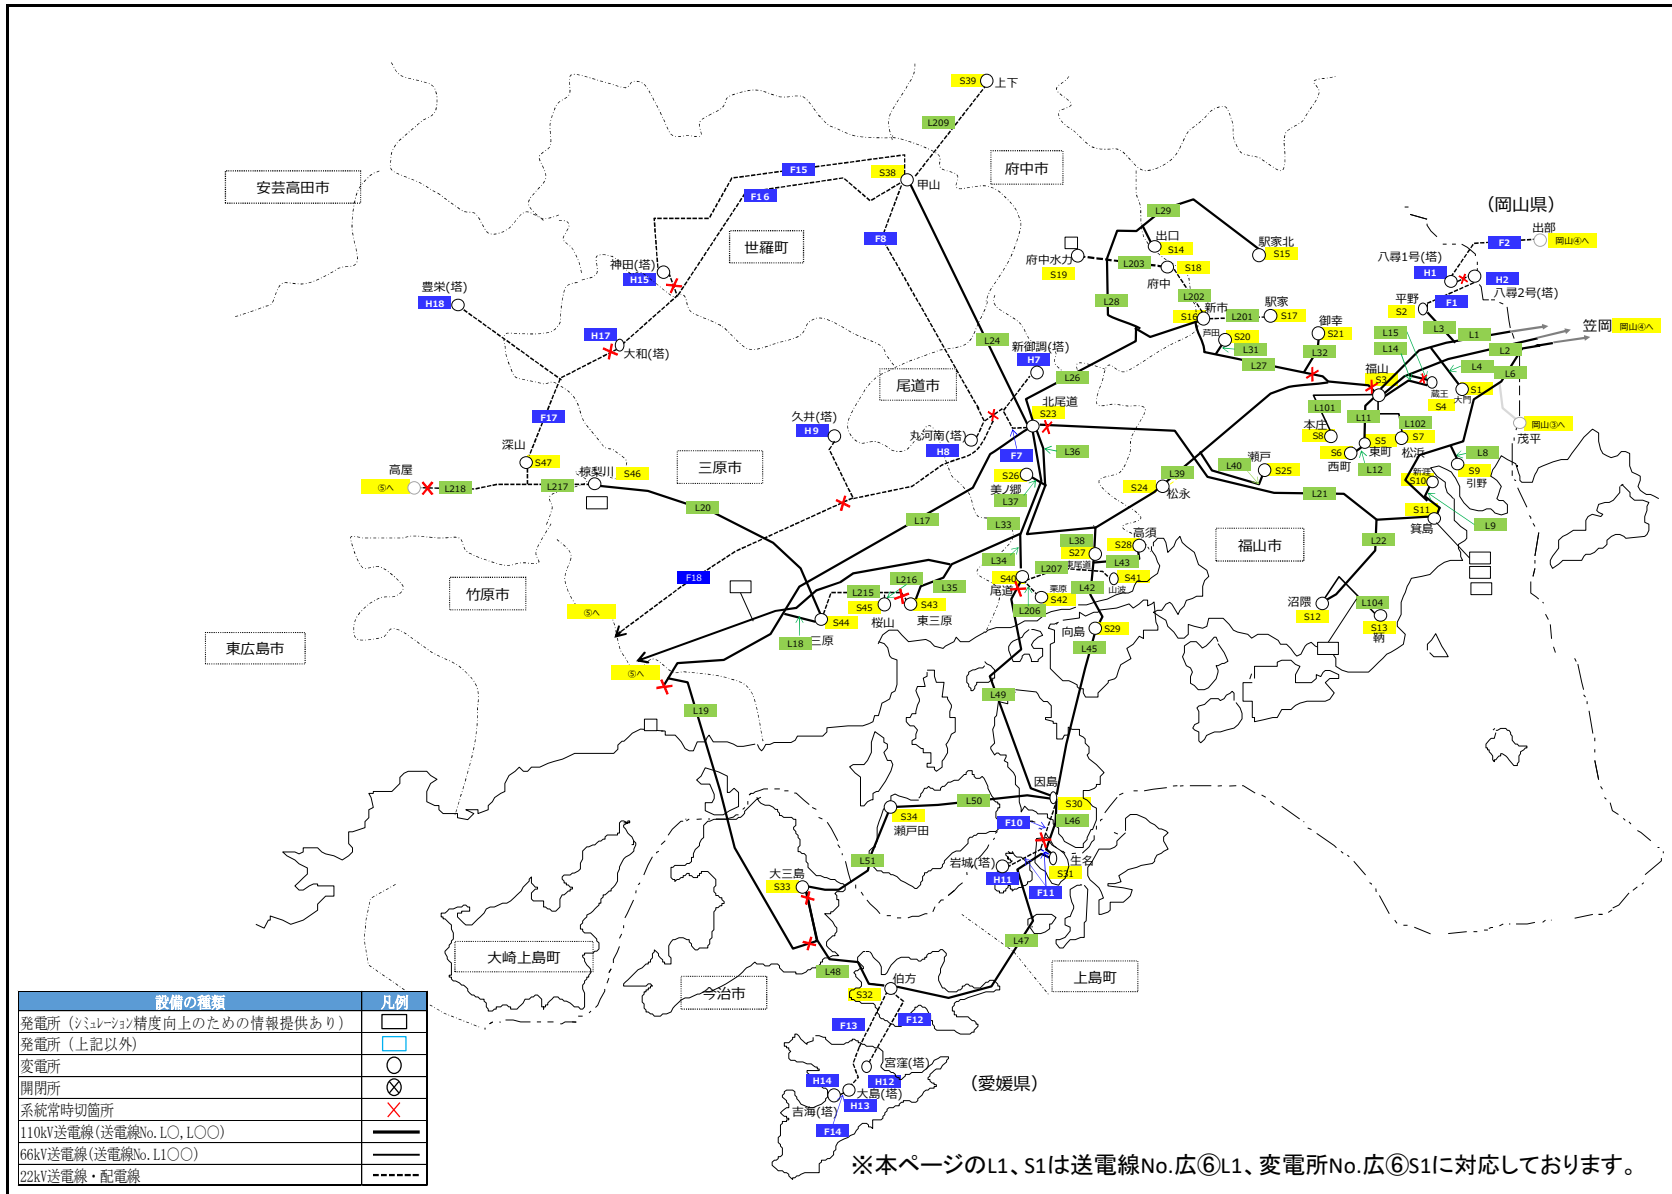 S39
上下
L209
府中市
F15
S38
甲山
安芸高田市
F16
世羅町
F8
L29
(岡山県)
出口
S14
駅家北
S15
府中水力
S19
L203
S18
府中
出部
岡山④へ
F2
八尋1号(塔)
H1
H2
八尋2号(塔)
神田(塔)
H15
豊栄(塔)
H18
L28
L202
新市
S16
L201
駅家
S17
平野
S2
F1
L3
L1
笠岡
岡山④へ
H17
大和(塔)
L24
新御調(塔)
H7
芦田
S20
L31
L27
御幸
S21
L32
L15
L14
L2
尾道市
L26
福山
S3
L4
L6
蔵王
S4
大門
S1
F17
久井(塔)
H9
北尾道
S23
L101
本庄
S8
L11
L102
S7
松浜
岡山③へ
茂平
丸河南(塔)
H8
F7
L36
S5
東町
S6
西町
L12
L8
S9
引野
深山
S47
高屋
⑤へ
L218
L217
椋梨川
S46
三原市
S26
美ノ郷
L37
S24
松永
L39
L40
瀬戸
S25
新涯
S10
L20
L17
L21
S11
箕島
L9
L33
L34
L38
S27
東尾道
高須
S28
L43
福山市
L22
F18
竹原市
L215
L216
L35
S40
尾道
L207
S41
山波
L42
栗原
S42
L206
⑤へ
S45
桜山
S43
東三原
S44
三原
L18
沼隈
S12
L104
S13
鞆
東広島市
向島
S29
L45
⑤へ
L19
L49
因島
S30
L50
S34
瀬戸田
F10
L46
L51
岩城(塔)
H11
生名
S31
F11
大三島
S33
大崎上島町
L47
L48
今治市
伯方
S32
上島町
F13
F12
宮窪(塔)
H12
(愛媛県)
H14
大島(塔)
H13
吉海(塔)
F14
設備の種類 凡例
発電所 (シミュレーション精度向上のための情報提供あり)
発電所 (上記以外)
変電所
開閉所
系統常時切箇所
110kV送電線(送電線No.L〇,L〇〇)
66kV送電線(送電線No.L1〇〇)
22kV送電線・配電線
※本ページのL1、S1は送電線No.広⑥L1、変電所No.広⑥S1に対応しております。